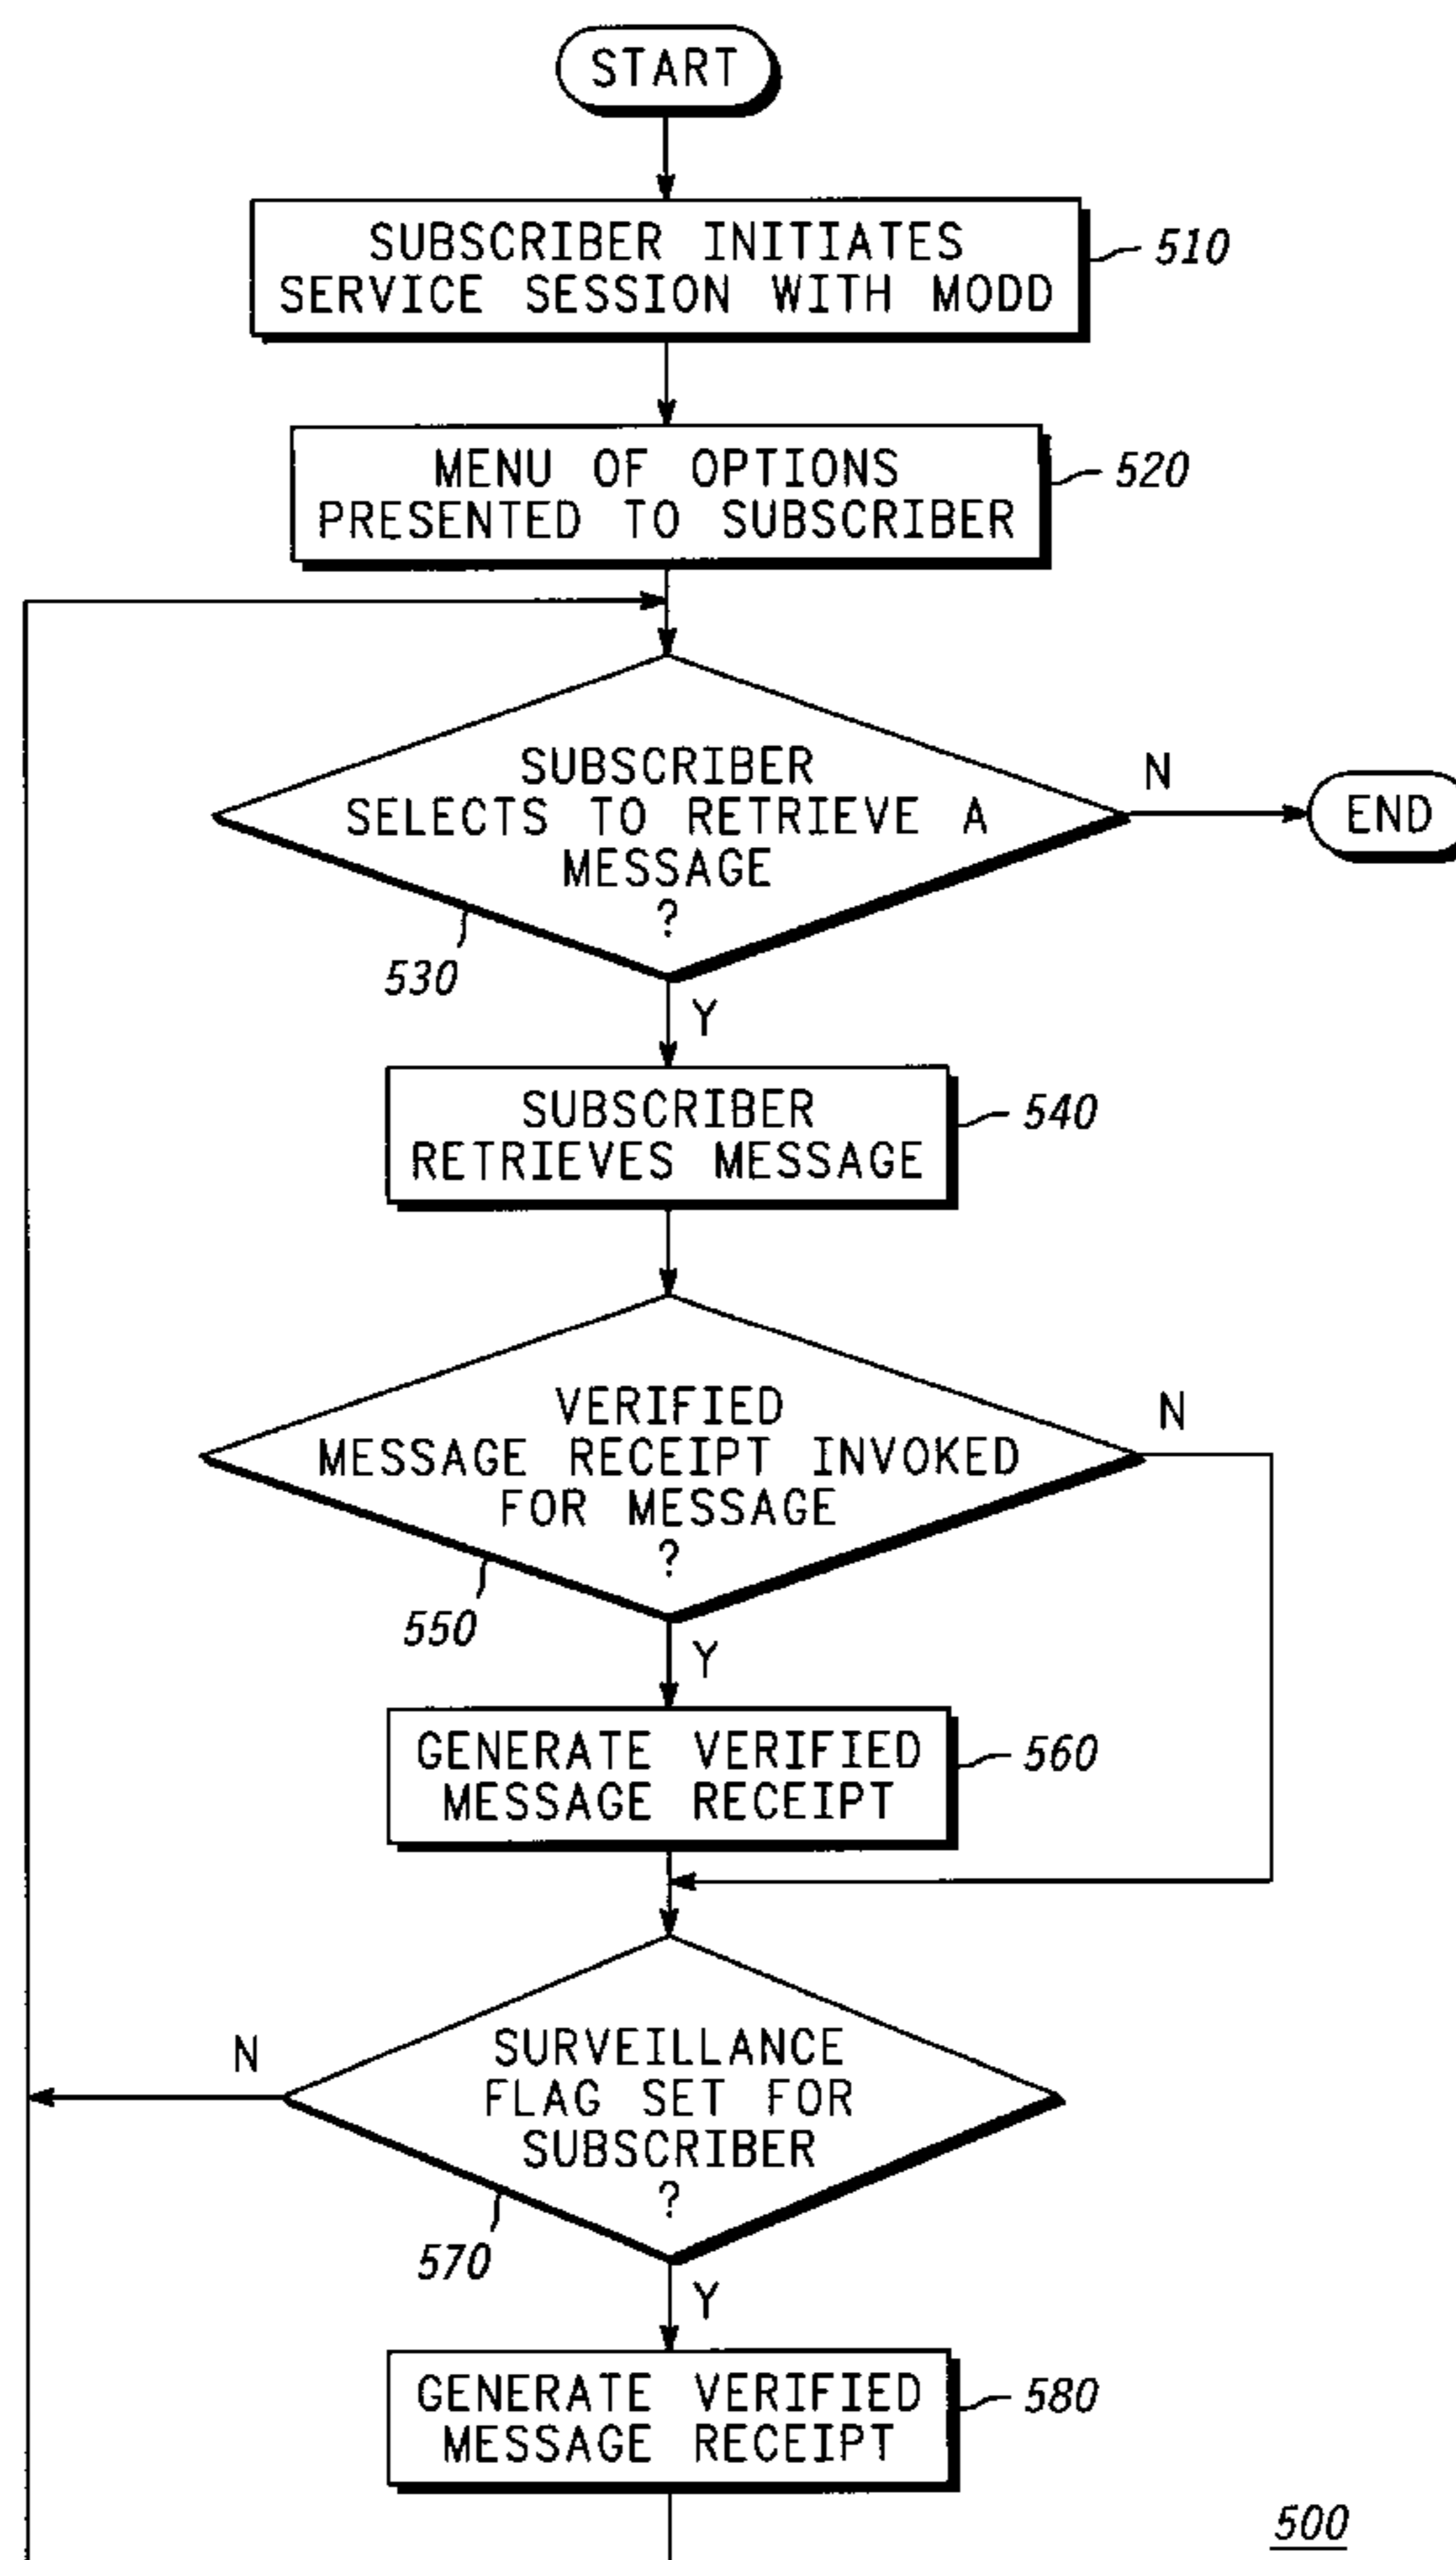 START
SUBSCRIBER INITIATES
SERVICE SESSION WITH MODD
510
MENU OF OPTIONS
PRESENTED TO SUBSCRIBER
520
SUBSCRIBER
SELECTS TO RETRIEVE A
MESSAGE
?
N
END
530
Y
SUBSCRIBER
RETRIEVES MESSAGE
540
VERIFIED
MESSAGE RECEIPT INVOKED
FOR MESSAGE
?
N
550
Y
GENERATE VERIFIED
MESSAGE RECEIPT
560
SURVEILLANCE
FLAG SET FOR
SUBSCRIBER
?
N
570
Y
GENERATE VERIFIED
MESSAGE RECEIPT
580
500